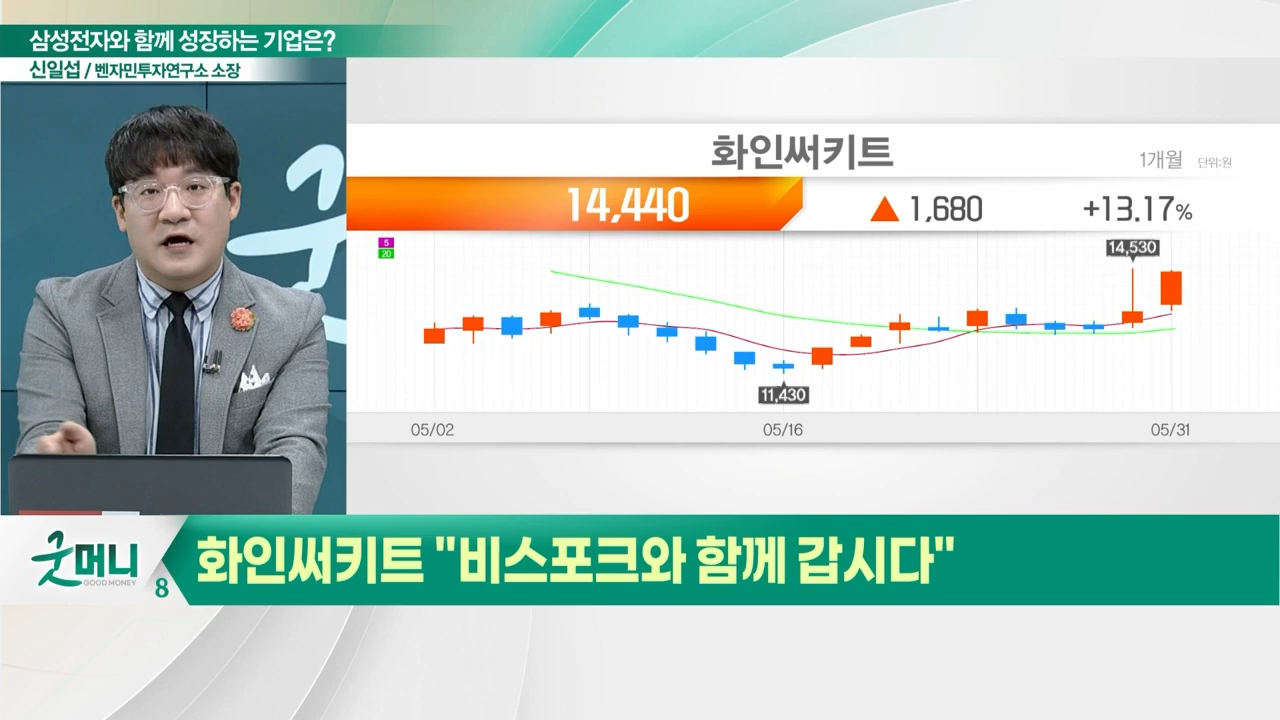 삼성전자와 함께 성장하는 기업은?
신일섭 / 벤자민투자연구소 소장
화인써키트
1개월 단위:원
14,440 ▲ 1,680 +13.17%
5
20
14,530
11,430
05/02 05/16 05/31
굿머니
GOOD MONEY
8
화인써키트 "비스포크와 함께 갑시다"